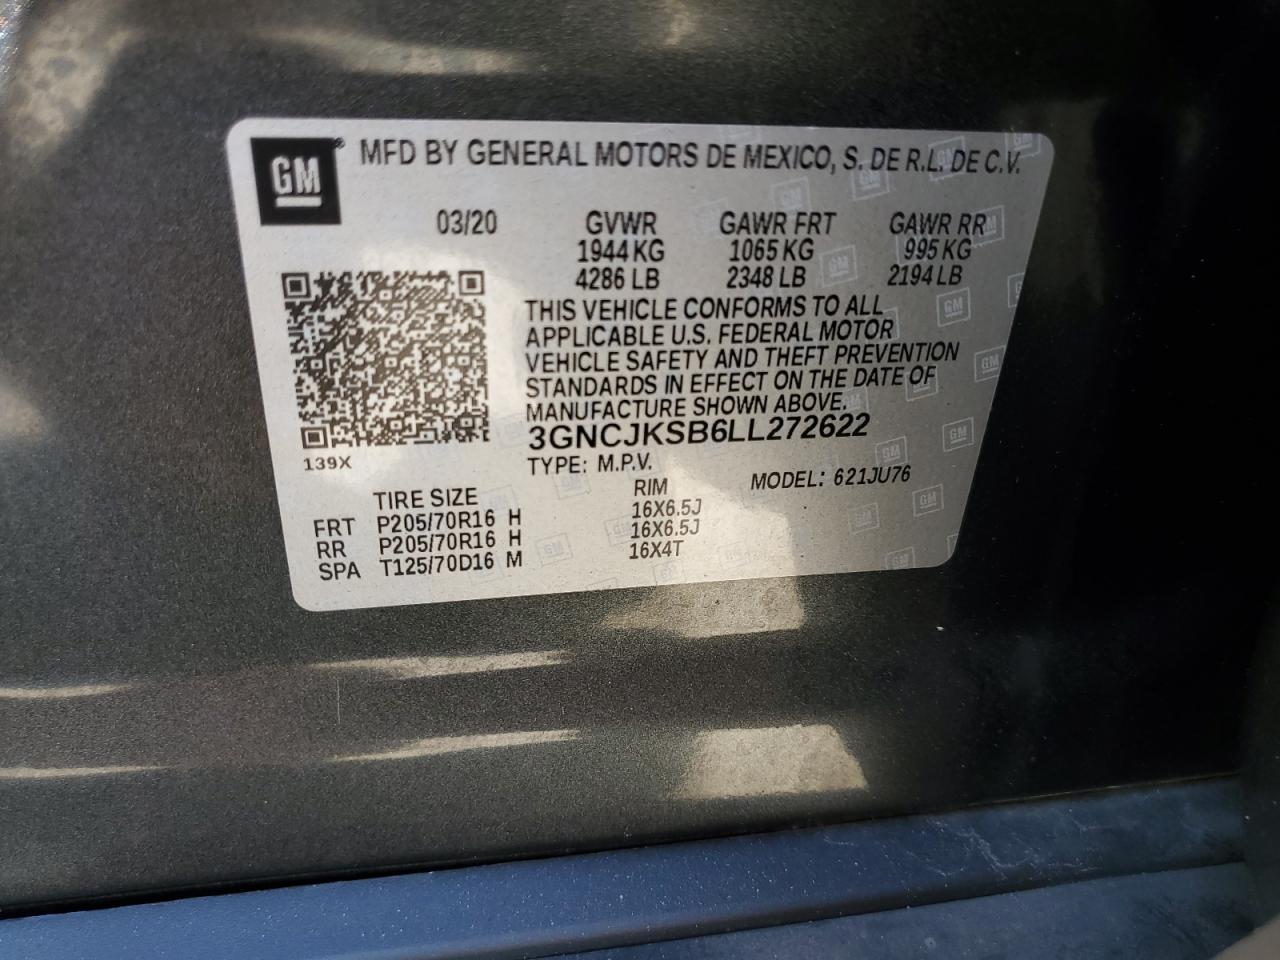 GM® MFD BY GENERAL MOTORS DE MEXICO, S. DE R.L. DE C.V.
03/20 GVWR GAWR FRT GAWR RR
1944 KG 1065 KG 995 KG
4286 LB 2348 LB 2194 LB
THIS VEHICLE CONFORMS TO ALL
APPLICABLE U.S. FEDERAL MOTOR
VEHICLE SAFETY AND THEFT PREVENTION
STANDARDS IN EFFECT ON THE DATE OF
MANUFACTURE SHOWN ABOVE.
3GNCJKSB6LL272622
139X
TYPE: M.P.V. MODEL: 621JU76
TIRE SIZE RIM
FRT P205/70R16 H 16X6.5J
RR P205/70R16 H 16X6.5J
SPA T125/70D16 M 16X4T